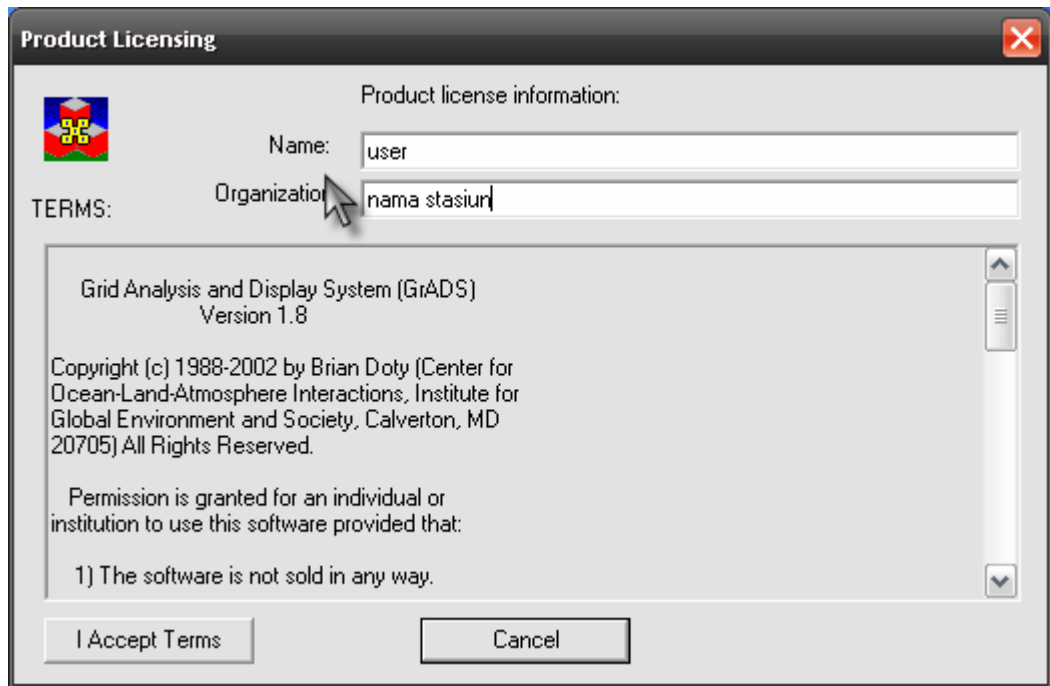 Product Licensing
Product license information:
Name: user
Organization nama stasiun
TERMS:
Grid Analysis and Display System (GrADS)
Version 1.8
Copyright (c) 1988-2002 by Brian Doty (Center for
Ocean-Land-Atmosphere Interactions, Institute for
Global Environment and Society, Calverton, MD
20705) All Rights Reserved.
Permission is granted for an individual or
institution to use this software provided that:
1) The software is not sold in any way.
I Accept Terms
Cancel